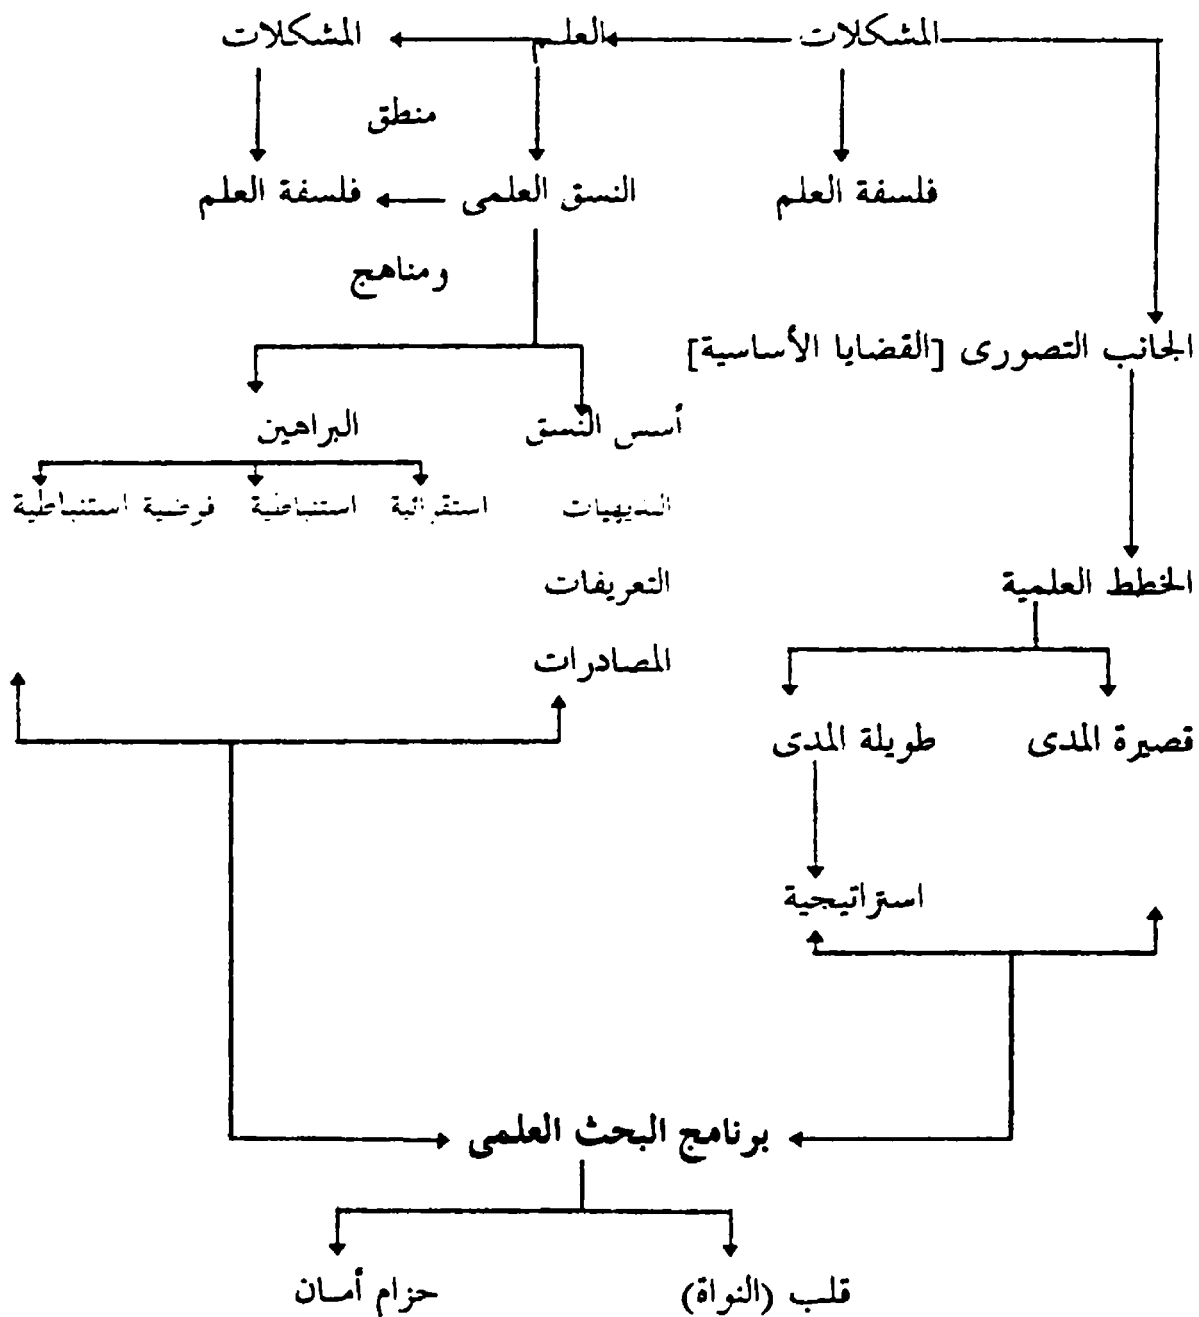 المشكلات العلم المشكلات
منطق
فلسفة العلم النسق العلمى فلسفة العلم
ومناهج
الجانب التصورى [القضايا الأساسية]
أسس النسق البراهين
البديهيات استقرائية استنباطية فرضية استنباطية
الخطط العلمية التعريفات
المصادرات
قصيرة المدى طويلة المدى
استراتيجية
برنامج البحث العلمى
قلب (النواة) حزام أمان